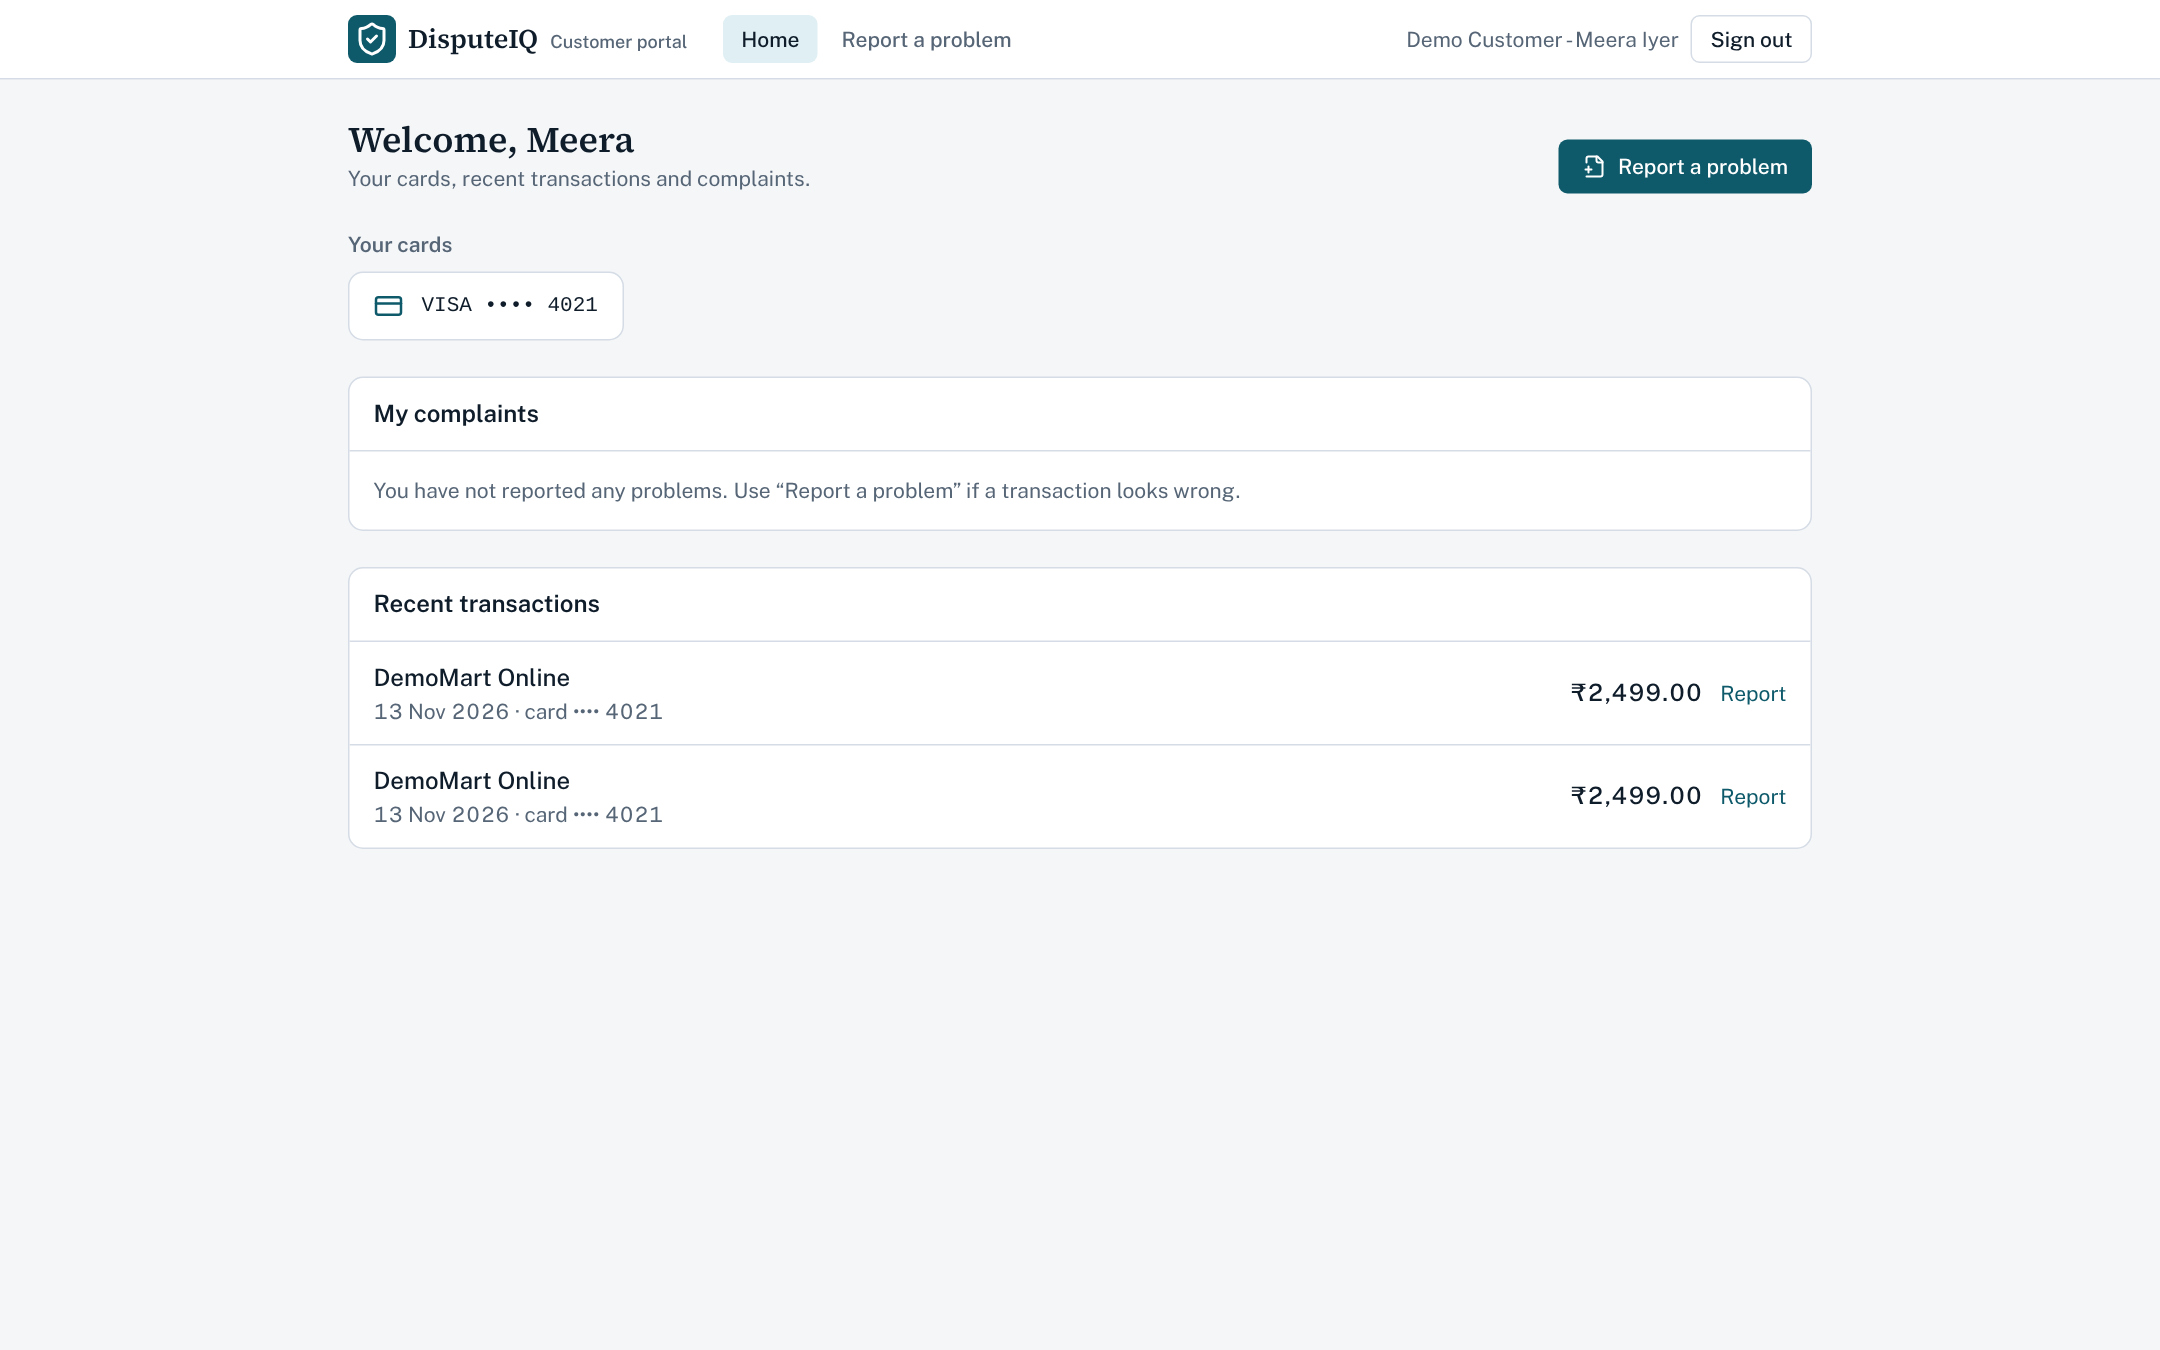 DisputeIQ Customer portal Home Report a problem Demo Customer - Meera Iyer Sign out
Welcome, Meera
Your cards, recent transactions and complaints.
Report a problem
Your cards
VISA •••• 4021
My complaints
You have not reported any problems. Use “Report a problem” if a transaction looks wrong.
Recent transactions
DemoMart Online
13 Nov 2026 · card •••• 4021
₹2,499.00 Report
DemoMart Online
13 Nov 2026 · card •••• 4021
₹2,499.00 Report